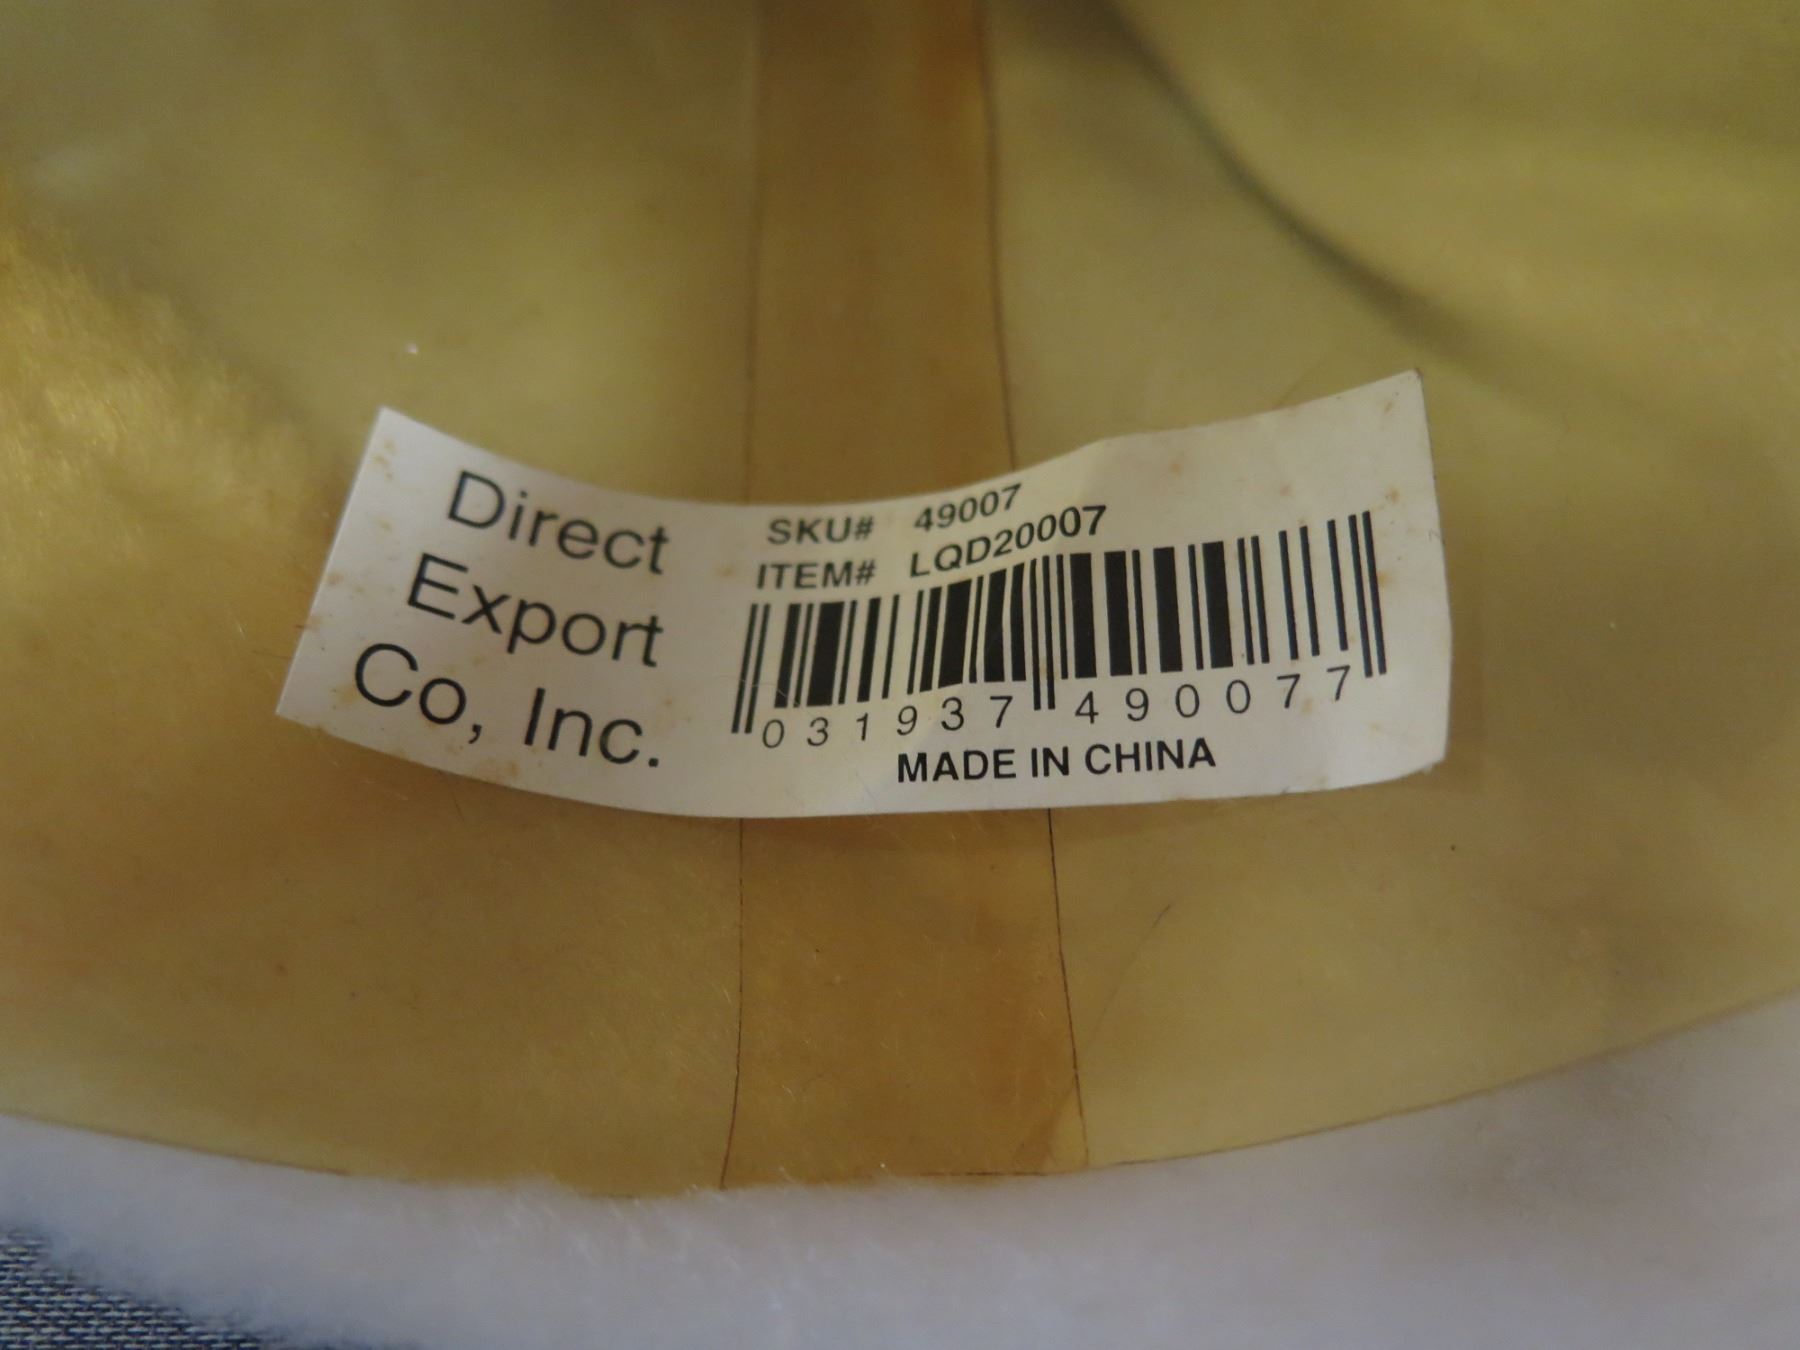 Direct
Export
Co, Inc.
SKU# 49007
ITEM# LQD20007
031937 490077
MADE IN CHINA